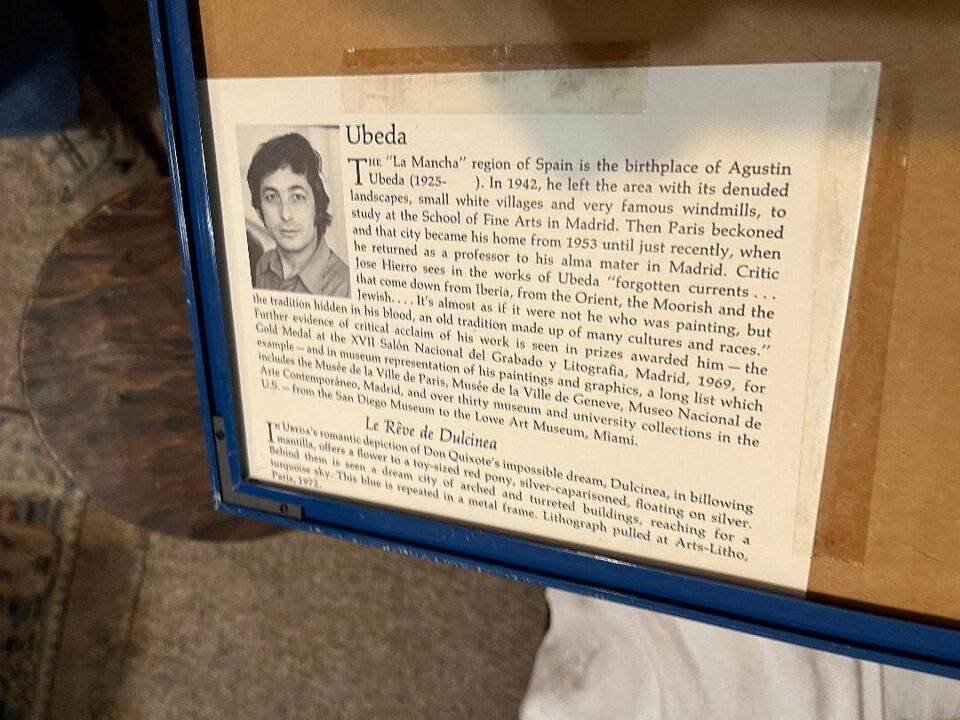 Ubeda
THE "La Mancha" region of Spain is the birthplace of Agustin
Ubeda (1925-      ). In 1942, he left the area with its denuded
landscapes, small white villages and very famous windmills, to
study at the School of Fine Arts in Madrid. Then Paris beckoned
and that city became his home from 1953 until just recently, when
he returned as a professor to his alma mater in Madrid. Critic
Jose Hierro sees in the works of Ubeda "forgotten currents . . .
that come down from Iberia, from the Orient, the Moorish and the
Jewish. . . . It's almost as if it were not he who was painting, but
the tradition hidden in his blood, an old tradition made up of many cultures and races."
Further evidence of critical acclaim of his work is seen in prizes awarded him — the
Gold Medal at the XVII Salón Nacional del Grabado y Litografia, Madrid, 1969, for
example — and in museum representation of his paintings and graphics, a long list which
includes the Musée de la Ville de Paris, Musée de la Ville de Geneve, Museo Nacional de
Arte Contemporáneo, Madrid, and over thirty museum and university collections in the
U.S. — from the San Diego Museum to the Lowe Art Museum, Miami.
Le Rêve de Dulcinea
IN UBEDA's romantic depiction of Don Quixote's impossible dream, Dulcinea, in billowing
mantilla, offers a flower to a toy-sized red pony, silver-caparisoned, floating on silver.
Behind them is seen a dream city of arched and turreted buildings, reaching for a
turquoise sky. This blue is repeated in a metal frame. Lithograph pulled at Arts-Litho,
Paris, 1972.